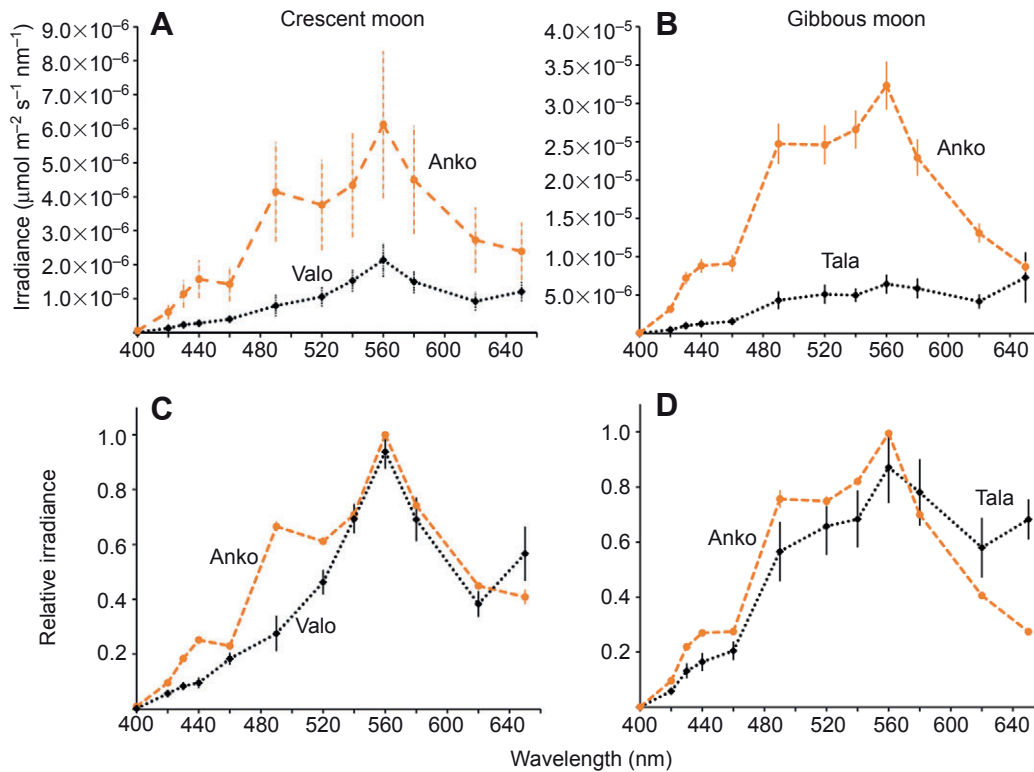 A
Crescent moon
B
Gibbous moon
Irradiance (μmol m⁻² s⁻¹ nm⁻¹)
9.0×10⁻⁶
8.0×10⁻⁶
7.0×10⁻⁶
6.0×10⁻⁶
5.0×10⁻⁶
4.0×10⁻⁶
3.0×10⁻⁶
2.0×10⁻⁶
1.0×10⁻⁶
Anko
Valo
400 440 480 520 560 600 640
4.0×10⁻⁵
3.5×10⁻⁵
3.0×10⁻⁵
2.5×10⁻⁵
2.0×10⁻⁵
1.5×10⁻⁵
1.0×10⁻⁵
5.0×10⁻⁶
Anko
Tala
400 440 480 520 560 600 640
C
Relative irradiance
1.0
0.8
0.6
0.4
0.2
Anko
Valo
400 440 480 520 560 600 640
D
1.0
0.8
0.6
0.4
0.2
Tala
Anko
400 440 480 520 560 600 640
Wavelength (nm)